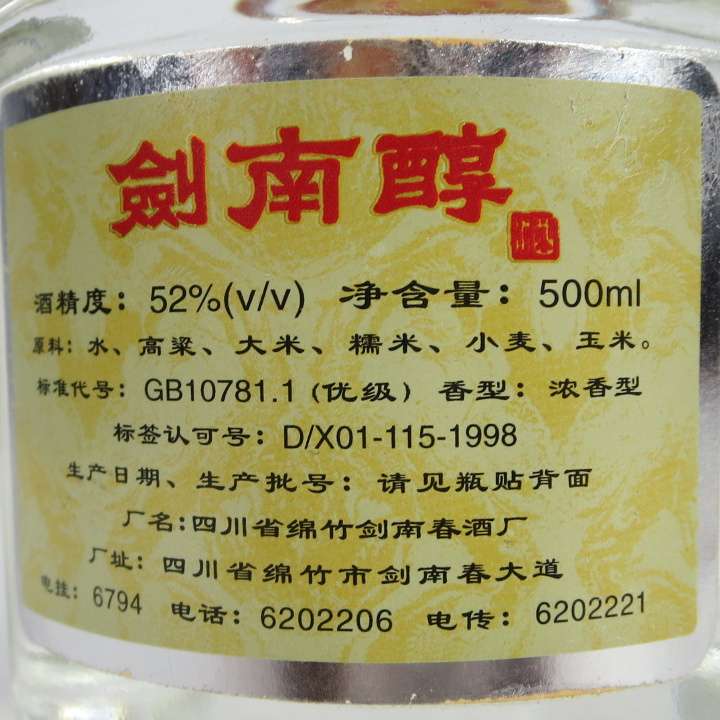 劍南醇
酒精度：52%(v/v) 净含量：500ml
原料：水、高粱、大米、糯米、小麦、玉米。
标准代号：GB10781.1（优级） 香型：浓香型
标签认可号：D/X01-115-1998
生产日期、生产批号：请见瓶贴背面
厂名：四川省绵竹剑南春酒厂
厂址：四川省绵竹市剑南春大道
电挂：6794 电话：6202206 电传：6202221